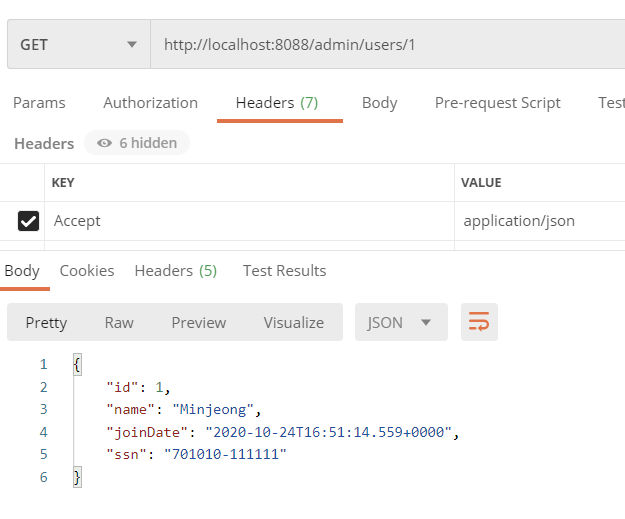 GET http://localhost:8088/admin/users/1
Params Authorization Headers (7) Body Pre-request Script Test
Headers 6 hidden
KEY VALUE
Accept application/json
Body Cookies Headers (5) Test Results
Pretty Raw Preview Visualize JSON
1 {
2 "id": 1,
3 "name": "Minjeong",
4 "joinDate": "2020-10-24T16:51:14.559+0000",
5 "ssn": "701010-111111"
6 }